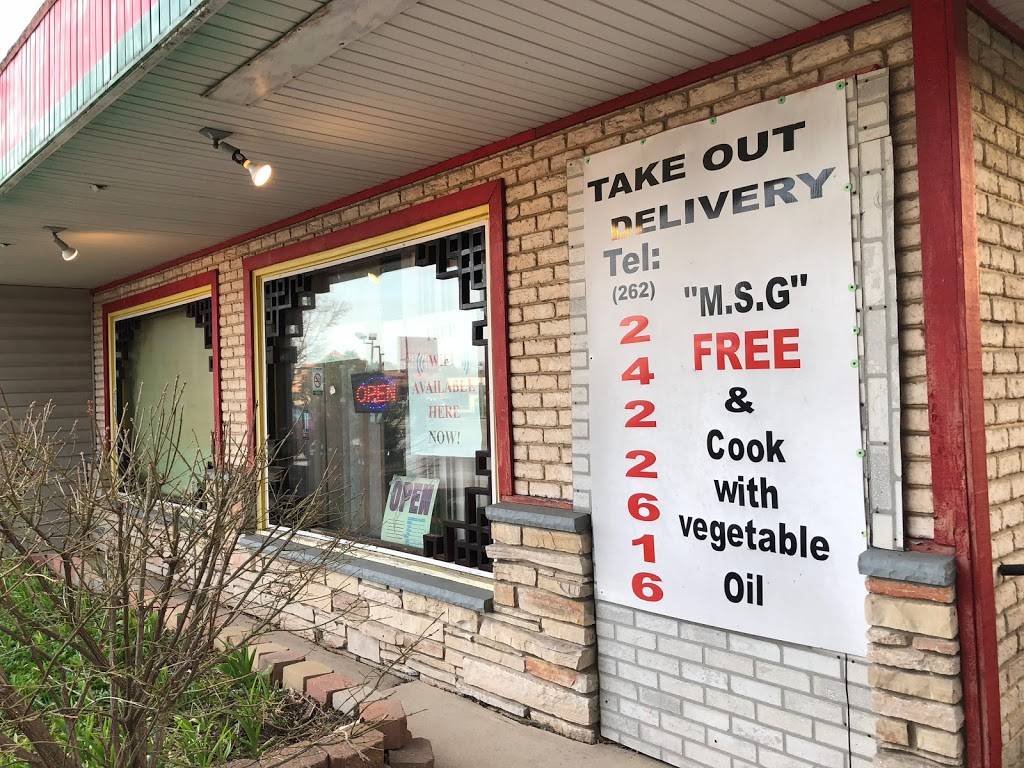 TAKE OUT
DELIVERY
Tel:
(262)
2
4
2
2
6
1
6
"M.S.G"
FREE
&
Cook
with
vegetable
Oil
OPEN
AVAILABLE
HERE
NOW!
OPEN